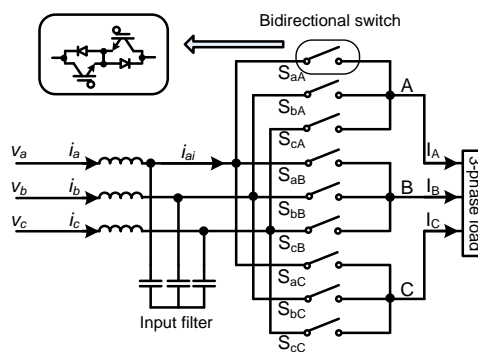 Bidirectional switch
SaA
SbA
A
ScA
va
ia
iai
SaB
IA
vb
ib
SbB
B
IB
vc
ic
ScB
IC
3-phase load
SaC
SbC
C
Input filter
ScC